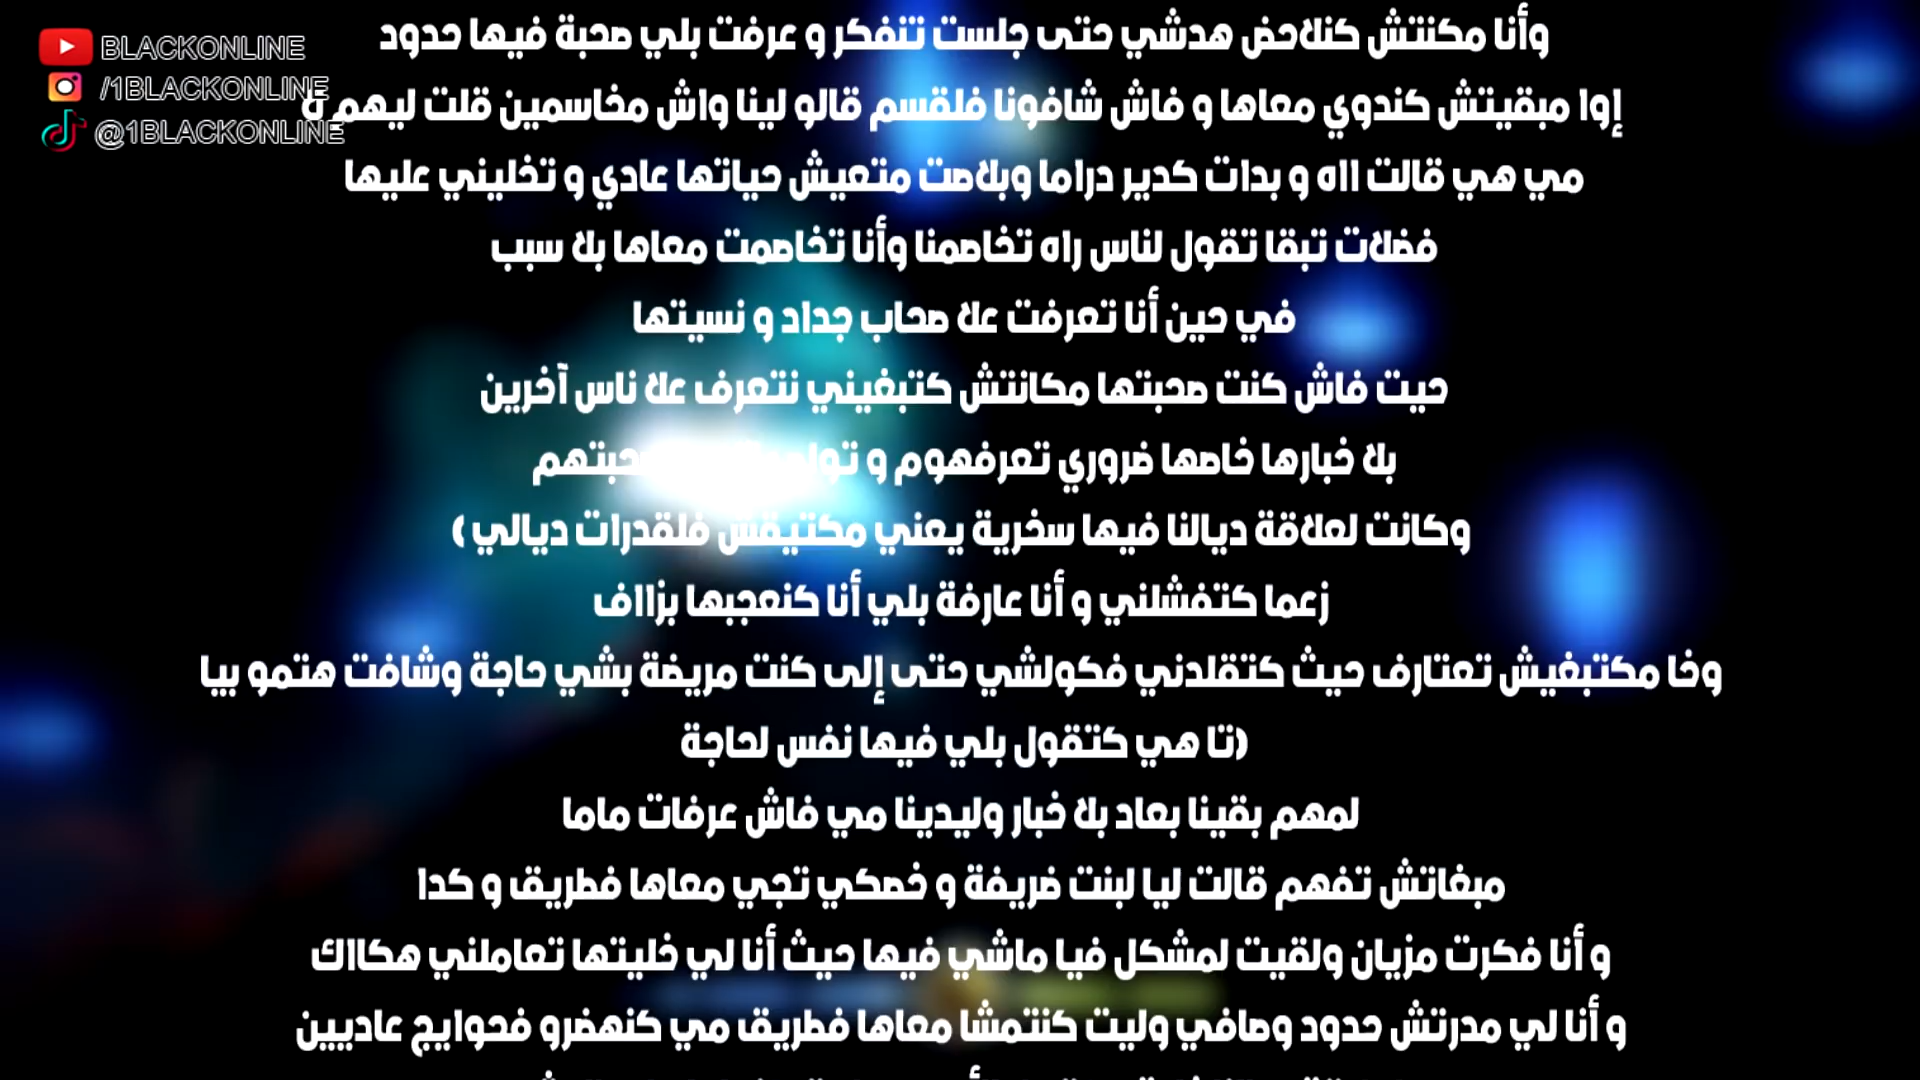 BLACKONLINE
/1BLACKONLINE
@1BLACKONLINE
وأنا مكنتش كنلاحض هدشي حتى جلست تنفكر و عرفت بلي صحبة فيها حدود
إوا مبقيتش كندوي معاها و فاش شافونا فلقسم قالو لينا واش مخاسمين قلت ليهم لا
مي هي قالت ااه و بدات كدير دراما وبلاصت متعيش حياتها عادي و تخليني عليها
فضلات تبقا تقول لناس راه تخاصمنا وأنا تخاصمت معاها بلا سبب
في حين أنا تعرفت علا صحاب جداد و نسيتها
حيت فاش كنت صحبتها مكانتش كتبغيني نتعرف علا ناس آخرين
بلا خبارها خاصها ضروري تعرفهوم و
وكانت لعلاقة ديالنا فيها سخرية يعني مكتيقش فلقدرات ديالي )
زعما كتفشلني و أنا عارفة بلي أنا كنعجبها بزااف
وخا مكتبغيش تعتارف حيث كتقلدني فكولشي حتى إلى كنت مريضة بشي حاجة وشافت هتمو بيا
(تا هي كتقول بلي فيها نفس لحاجة
لمهم بقينا بعاد بلا خبار وليدينا مي فاش عرفات ماما
مبغاتش تفهم قالت ليا لبنت ضريفة و خصكي تجي معاها فطريق و كدا
و أنا فكرت مزيان ولقيت لمشكل فيا ماشي فيها حيث أنا لي خليتها تعاملني هكااك
و أنا لي مدرتش حدود وصافي وليت كنتمشا معاها فطريق مي كنهضرو فحوايج عاديين